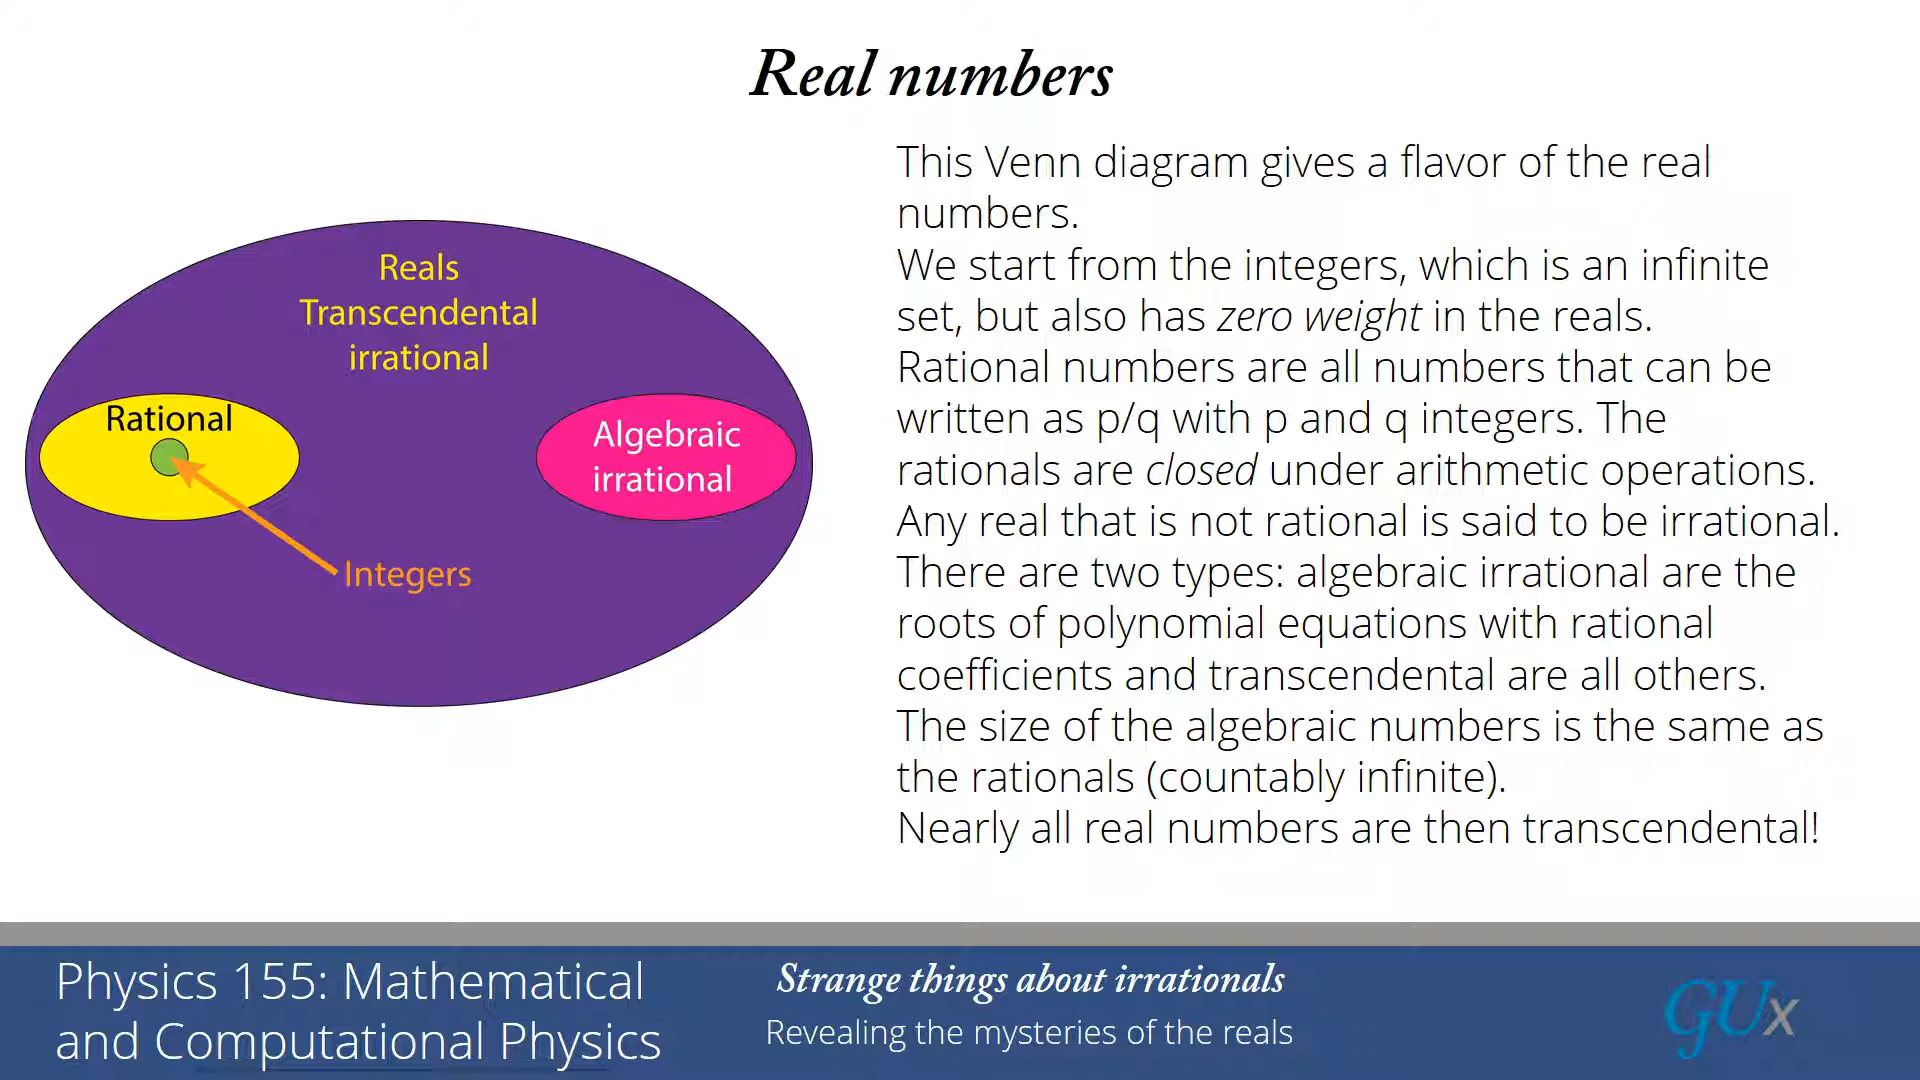 Real numbers
Reals
Transcendental
irrational
Rational
Algebraic
irrational
Integers
This Venn diagram gives a flavor of the real
numbers.
We start from the integers, which is an infinite
set, but also has zero weight in the reals.
Rational numbers are all numbers that can be
written as p/q with p and q integers. The
rationals are closed under arithmetic operations.
Any real that is not rational is said to be irrational.
There are two types: algebraic irrational are the
roots of polynomial equations with rational
coefficients and transcendental are all others.
The size of the algebraic numbers is the same as
the rationals (countably infinite).
Nearly all real numbers are then transcendental!
Physics 155: Mathematical
and Computational Physics
Strange things about irrationals
Revealing the mysteries of the reals
GUx